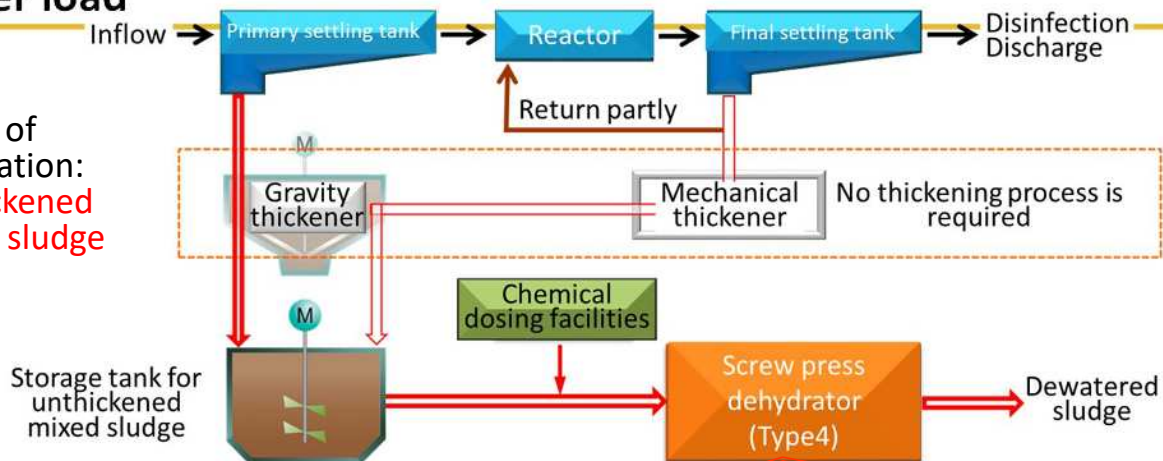 er load
Inflow
Primary settling tank
Reactor
Final settling tank
Disinfection
Discharge
Return partly
of
ation:
ckened
sludge
M
Gravity
thickener
Mechanical
thickener
No thickening process is
required
M
Chemical
dosing facilities
Storage tank for
unthickened
mixed sludge
Screw press
dehydrator
(Type4)
Dewatered
sludge